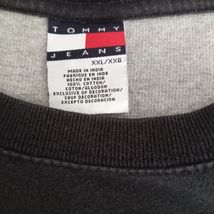 TOMMY
JEANS
XXL/XXG
MADE IN INDIA
FABRIQUE EN INDE
HECHO EN INDIA
100% COTTON/
COTON/ALGODON
EXCLUSIVE OF DECORATION/
SAUF DECORATION/
EXCEPTO DECORACION